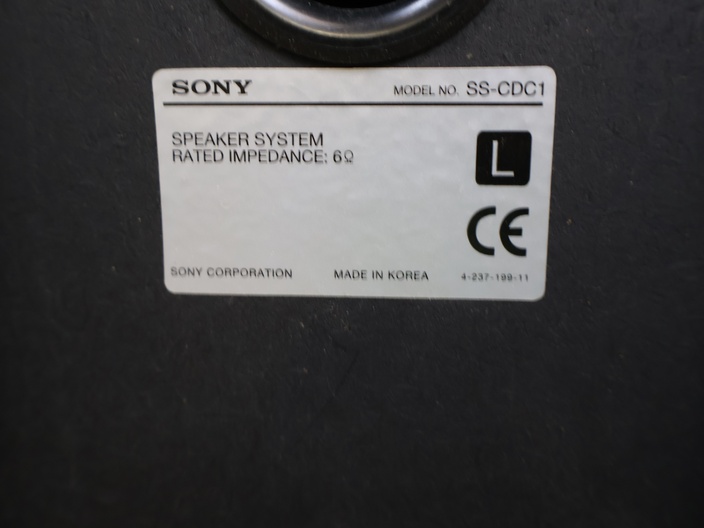 SONY
MODEL NO. SS-CDC1
SPEAKER SYSTEM
RATED IMPEDANCE: 6Ω
L
CE
SONY CORPORATION MADE IN KOREA 4-237-199-11